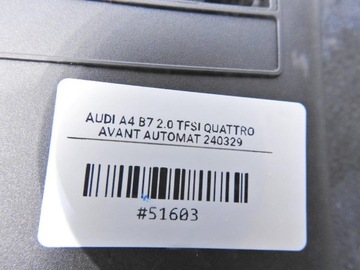 AUDI A4 B7 2.0 TFSI QUATTRO
AVANT AUTOMAT 240329
#51603